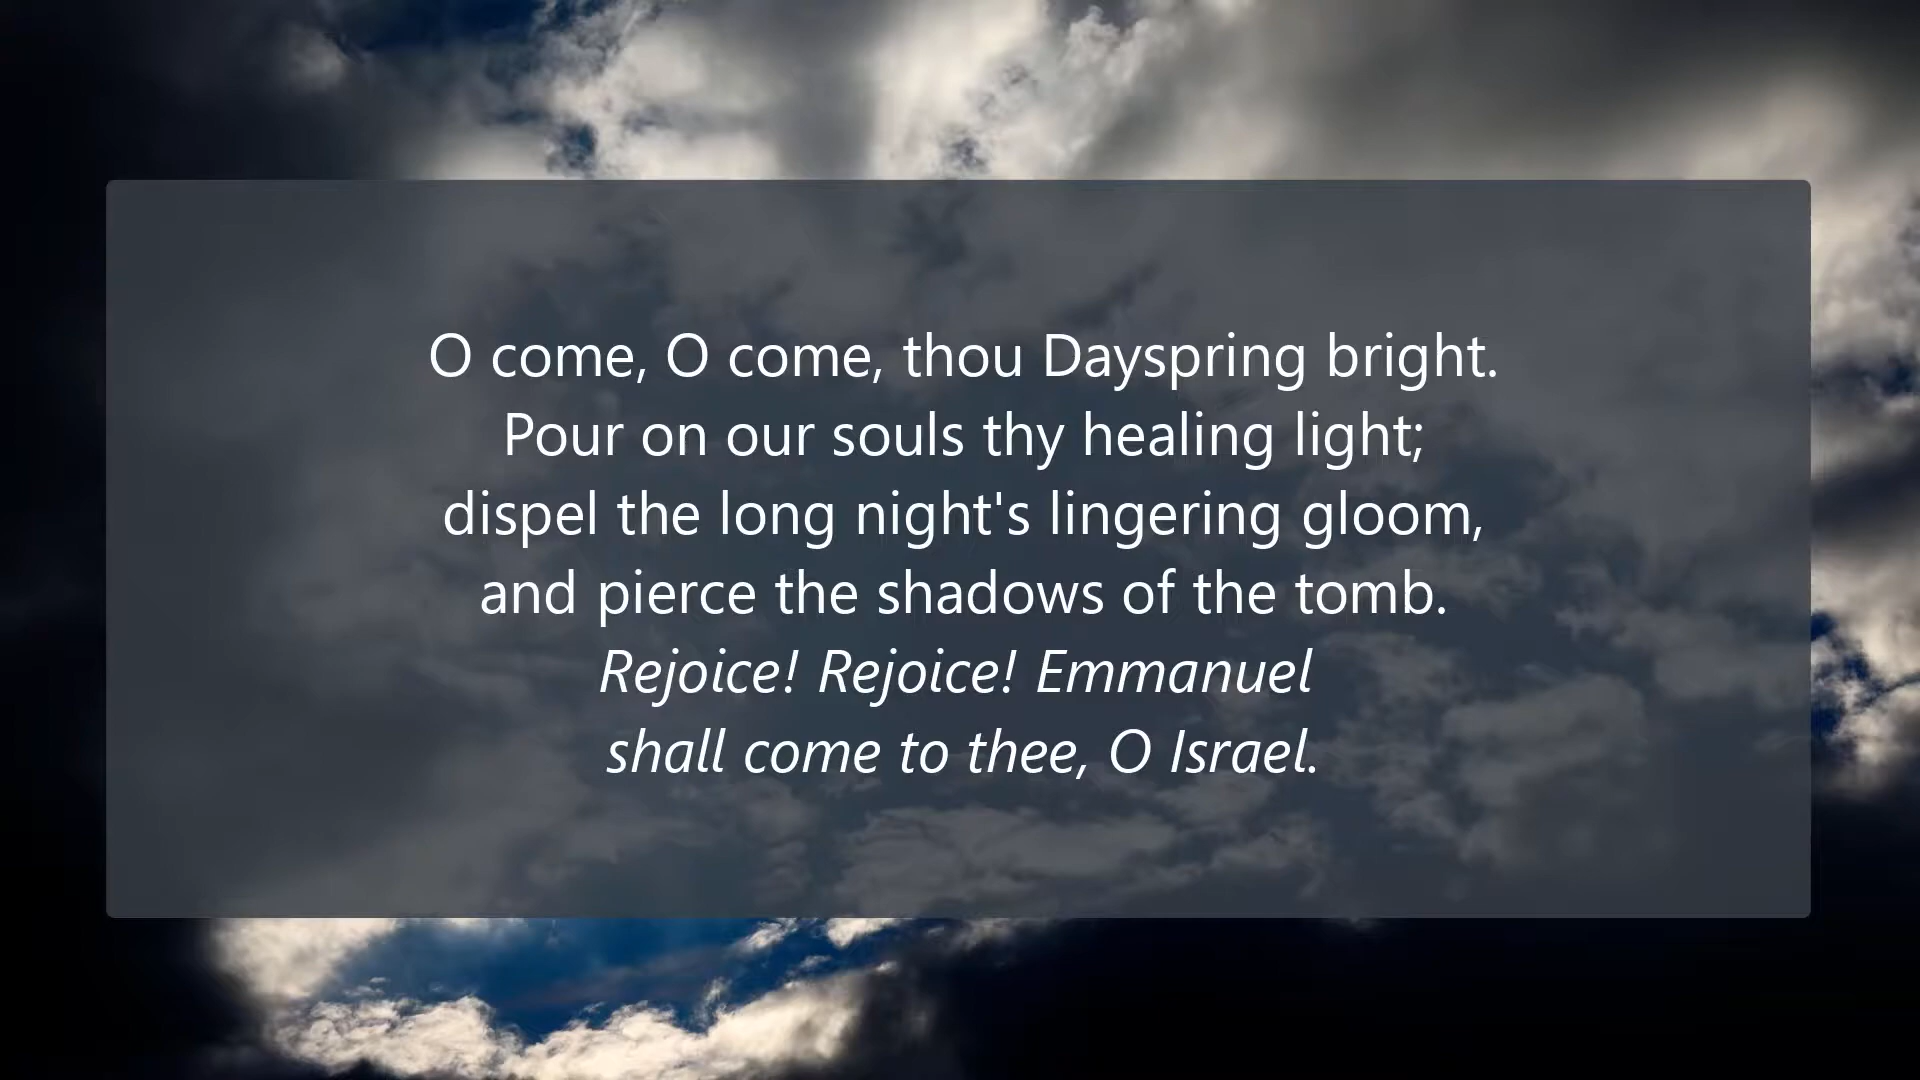 O come, O come, thou Dayspring bright.
Pour on our souls thy healing light;
dispel the long night's lingering gloom,
and pierce the shadows of the tomb.
Rejoice! Rejoice! Emmanuel
shall come to thee, O Israel.